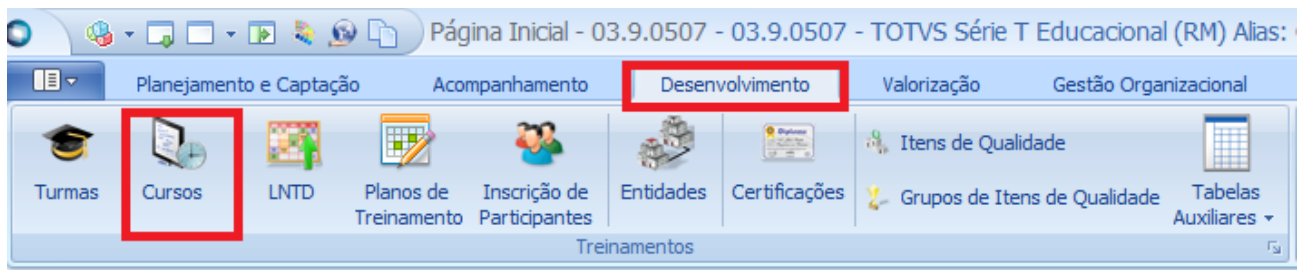 Página Inicial - 03.9.0507 - 03.9.0507 - TOTVS Série T Educacional (RM) Alias:
Planejamento e Captação Acompanhamento Desenvolvimento Valorização Gestão Organizacional
Turmas
Cursos
LNTD
Planos de
Treinamento
Inscrição de
Participantes
Entidades
Certificações
Itens de Qualidade
Grupos de Itens de Qualidade
Tabelas
Auxiliares
Treinamentos